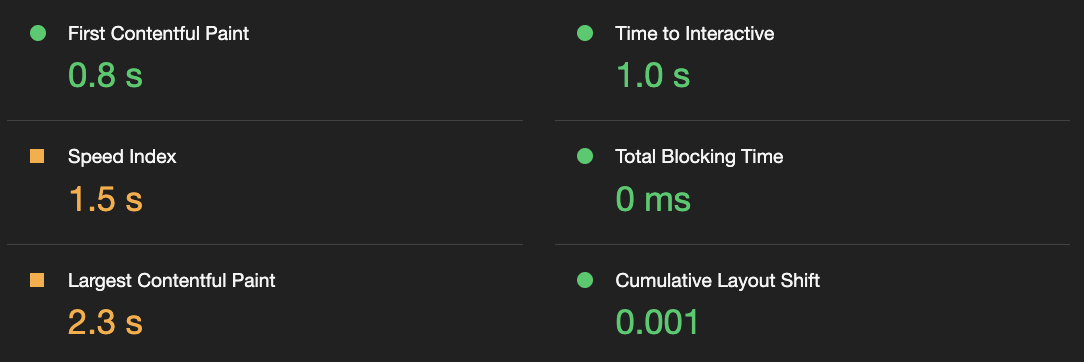 First Contentful Paint
0.8 s
Time to Interactive
1.0 s
Speed Index
1.5 s
Total Blocking Time
0 ms
Largest Contentful Paint
2.3 s
Cumulative Layout Shift
0.001